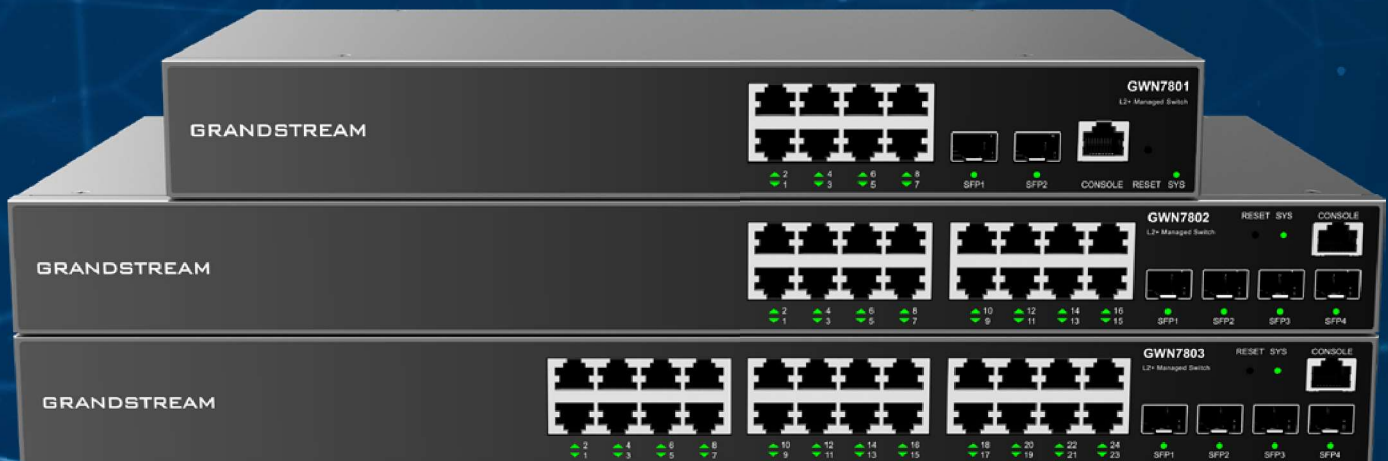 GWN7801
L2+ Managed Switch
GRANDSTREAM
2 4 6 8
1 3 5 7
SFP1 SFP2 CONSOLE RESET SYS
GWN7802 RESET SYS CONSOLE
L2+ Managed Switch
GRANDSTREAM
2 4 6 8 10 12 14 16
1 3 5 7 9 11 13 15
SFP1 SFP2 SFP3 SFP4
GWN7803 RESET SYS CONSOLE
L2+ Managed Switch
GRANDSTREAM
2 4 6 8 10 12 14 16 18 20 22 24
1 3 5 7 9 11 13 15 17 19 21 23
SFP1 SFP2 SFP3 SFP4